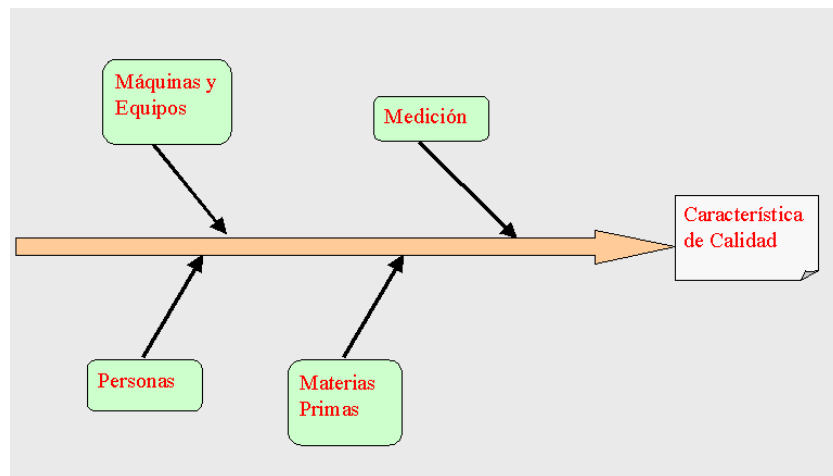 Máquinas y
Equipos
Medición
Característica
de Calidad
Personas
Materias
Primas